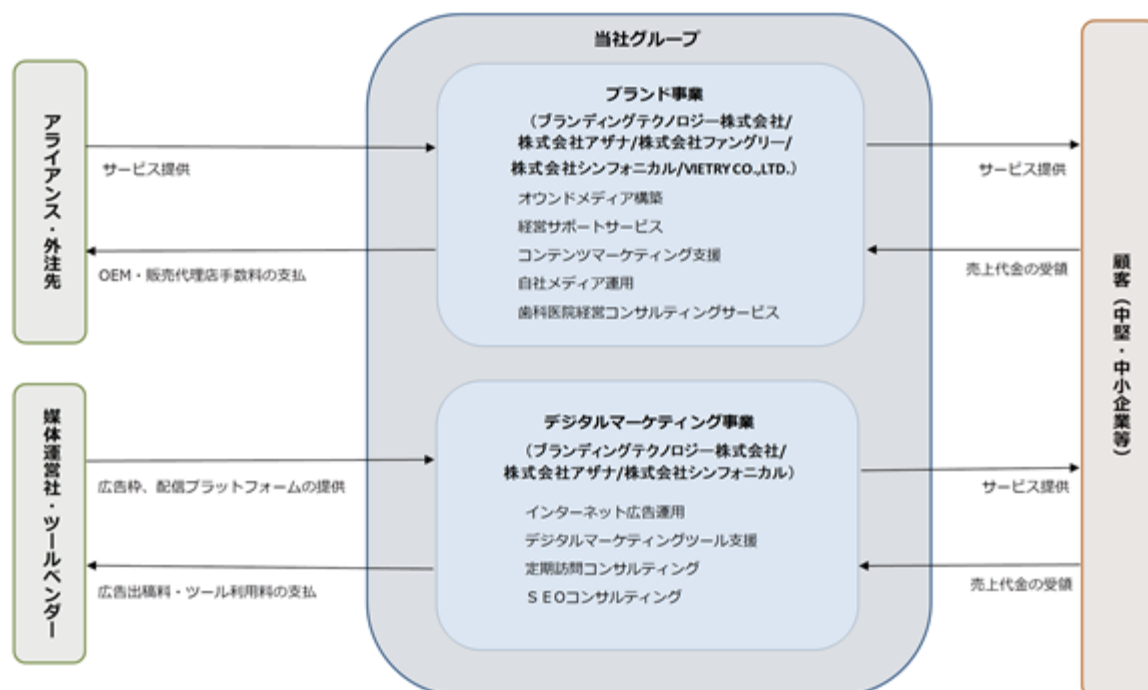 当社グループ
アライアンス・外注先
サービス提供
OEM・販売代理店手数料の支払
ブランド事業
（ブランディングテクノロジー株式会社/
株式会社アザナ/株式会社ファングリー/
株式会社シンフォニカル/VIETRY CO.,LTD.）
オウンドメディア構築
経営サポートサービス
コンテンツマーケティング支援
自社メディア運用
歯科医院経営コンサルティングサービス
サービス提供
売上代金の受領
顧客（中堅・中小企業等）
媒体運営社・ツールベンダー
広告枠、配信プラットフォームの提供
広告出稿料・ツール利用料の支払
デジタルマーケティング事業
（ブランディングテクノロジー株式会社/
株式会社アザナ/株式会社シンフォニカル）
インターネット広告運用
デジタルマーケティングツール支援
定期訪問コンサルティング
ＳＥＯコンサルティング
サービス提供
売上代金の受領